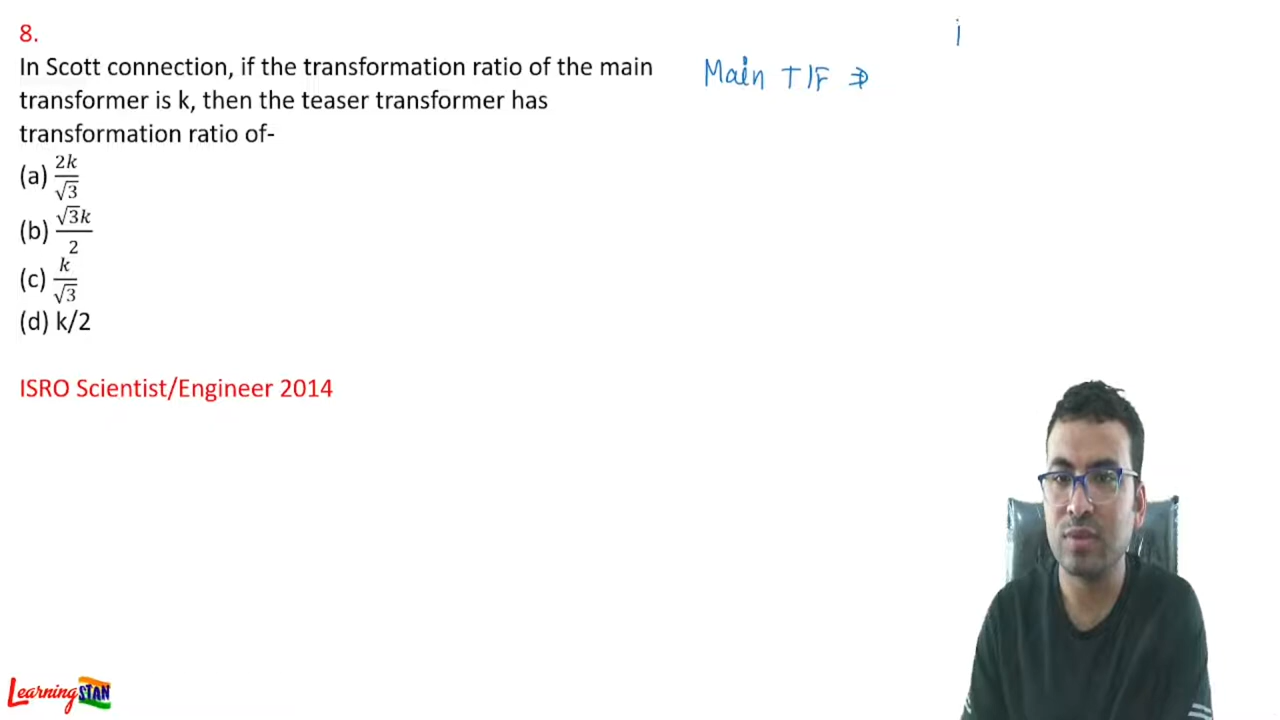 8.
In Scott connection, if the transformation ratio of the main
transformer is k, then the teaser transformer has
transformation ratio of-
(a) 2k/√3
(b) √3k/2
(c) k/√3
(d) k/2
ISRO Scientist/Engineer 2014
Main T/F ⇒
LearningSTAN